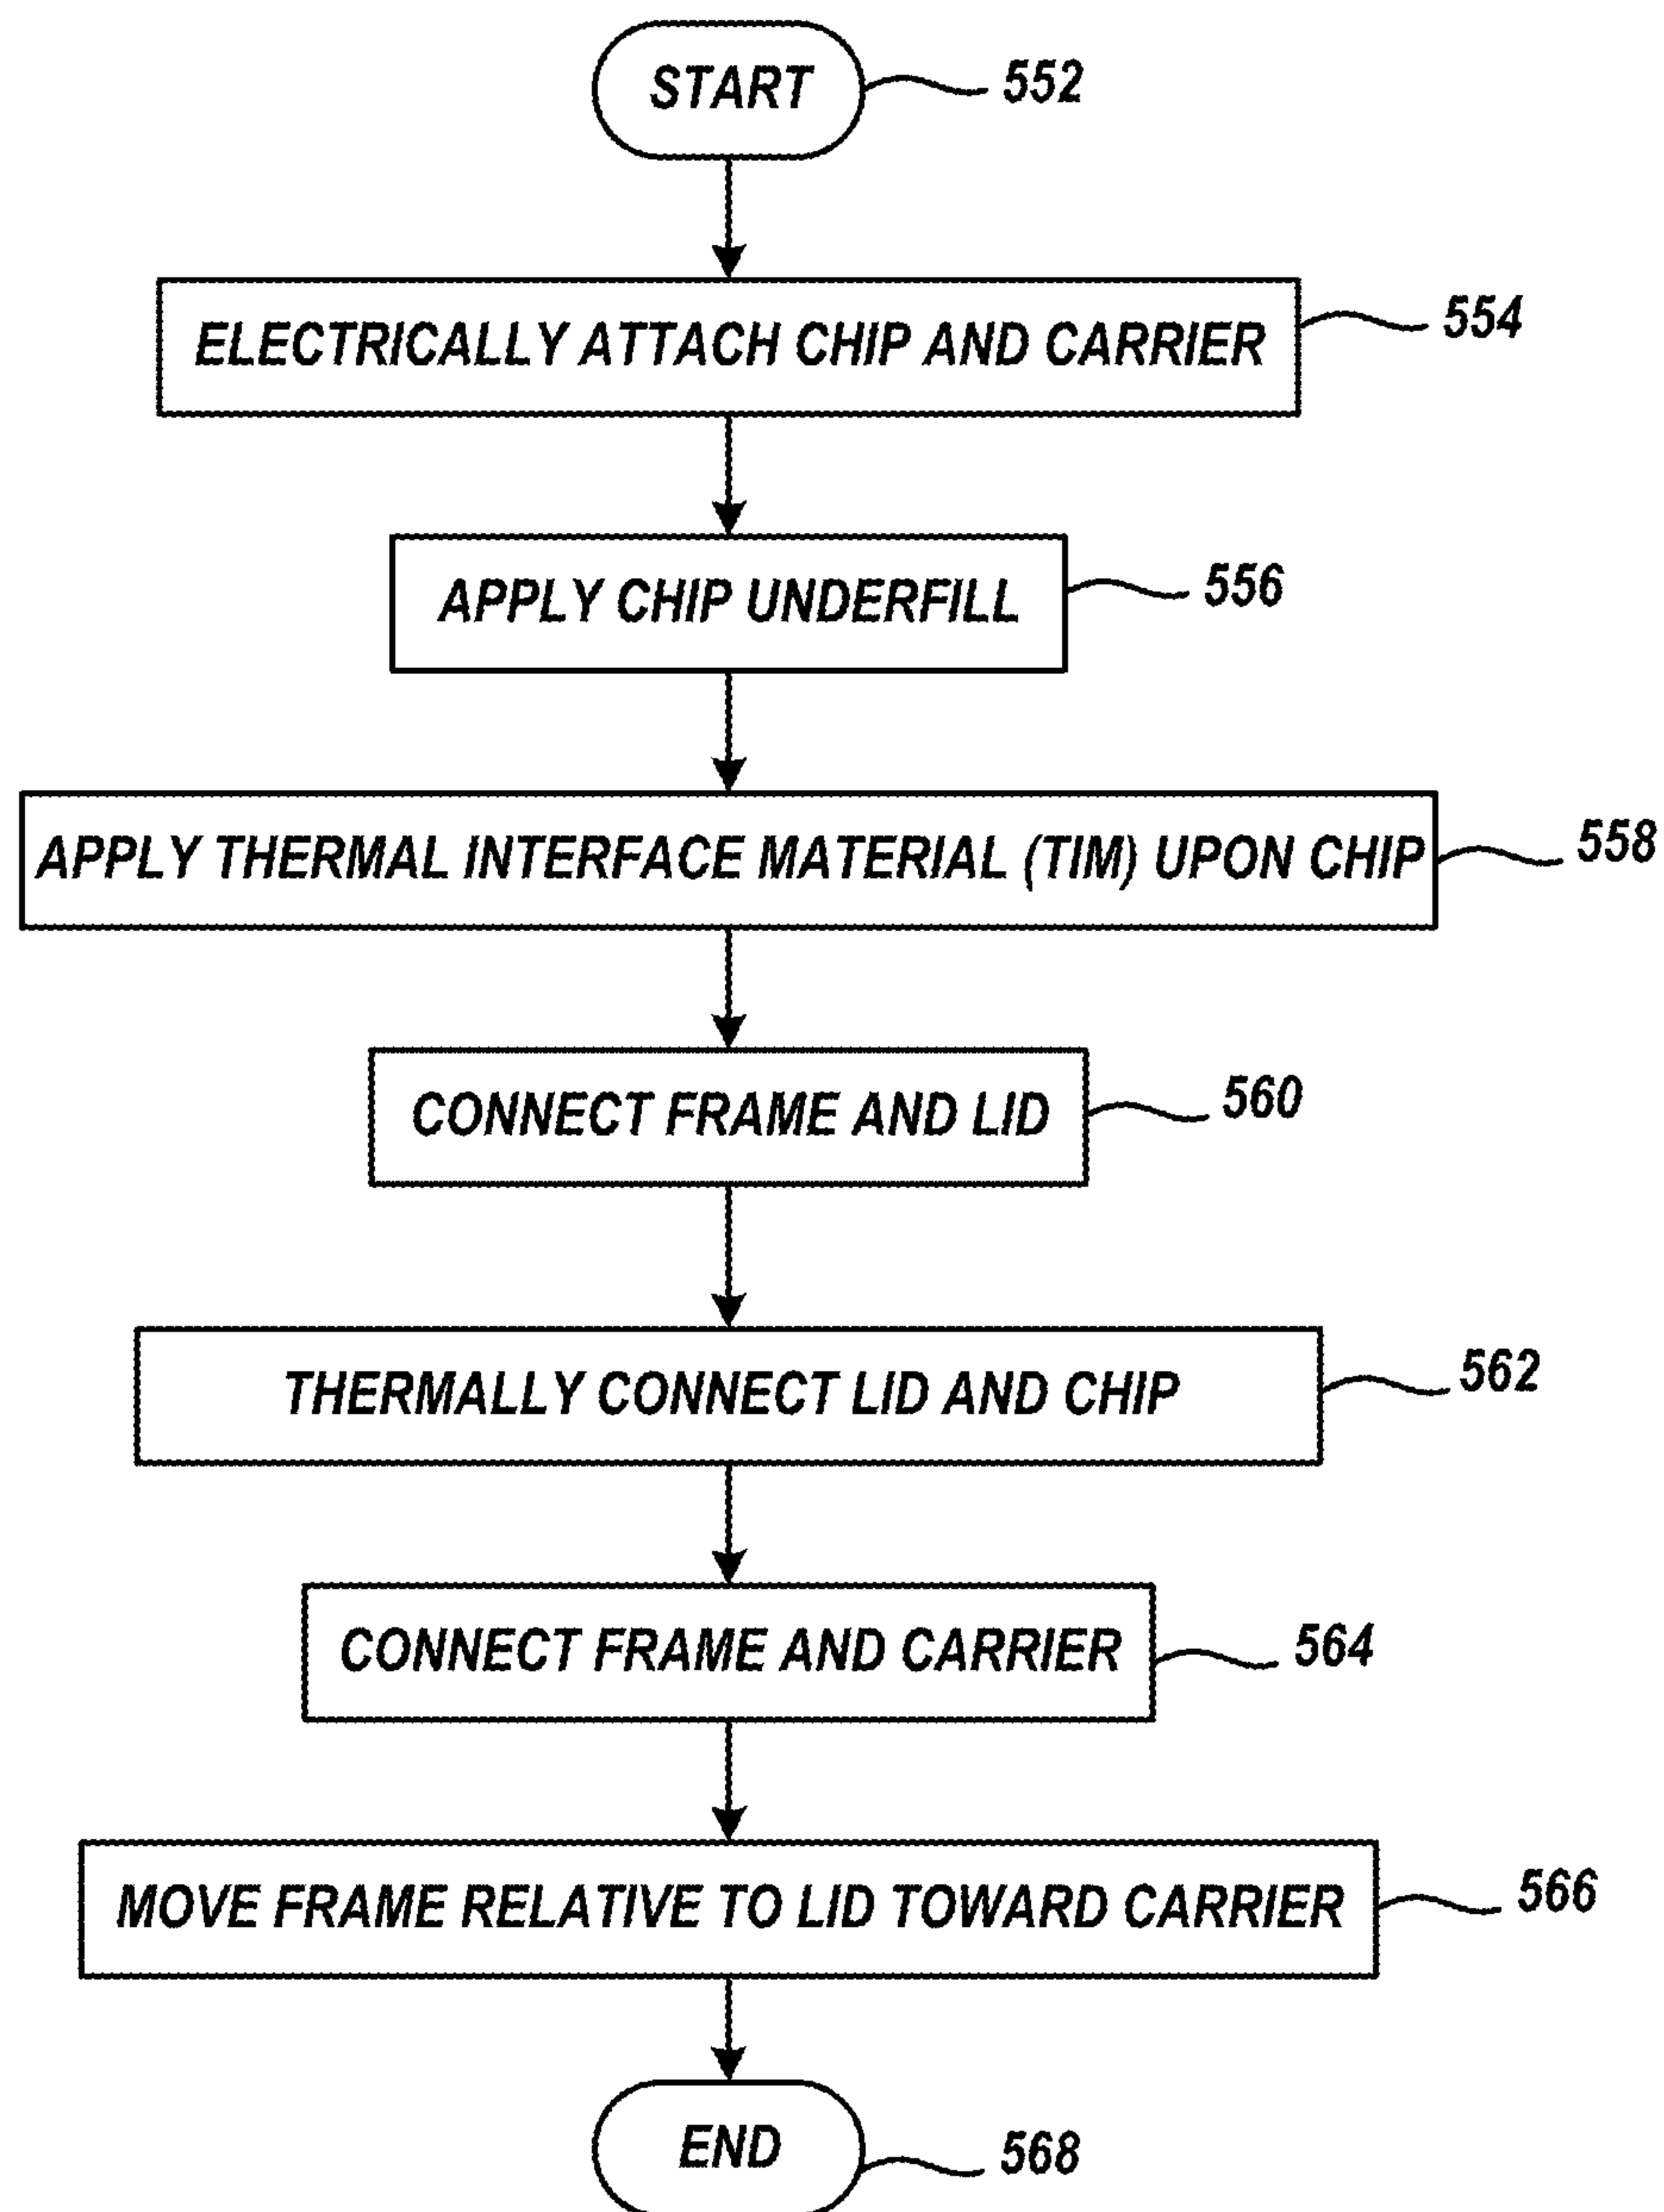 START
552
ELECTRICALLY ATTACH CHIP AND CARRIER
554
APPLY CHIP UNDERFILL
556
APPLY THERMAL INTERFACE MATERIAL (TIM) UPON CHIP
558
CONNECT FRAME AND LID
560
THERMALLY CONNECT LID AND CHIP
562
CONNECT FRAME AND CARRIER
564
MOVE FRAME RELATIVE TO LID TOWARD CARRIER
566
END
568